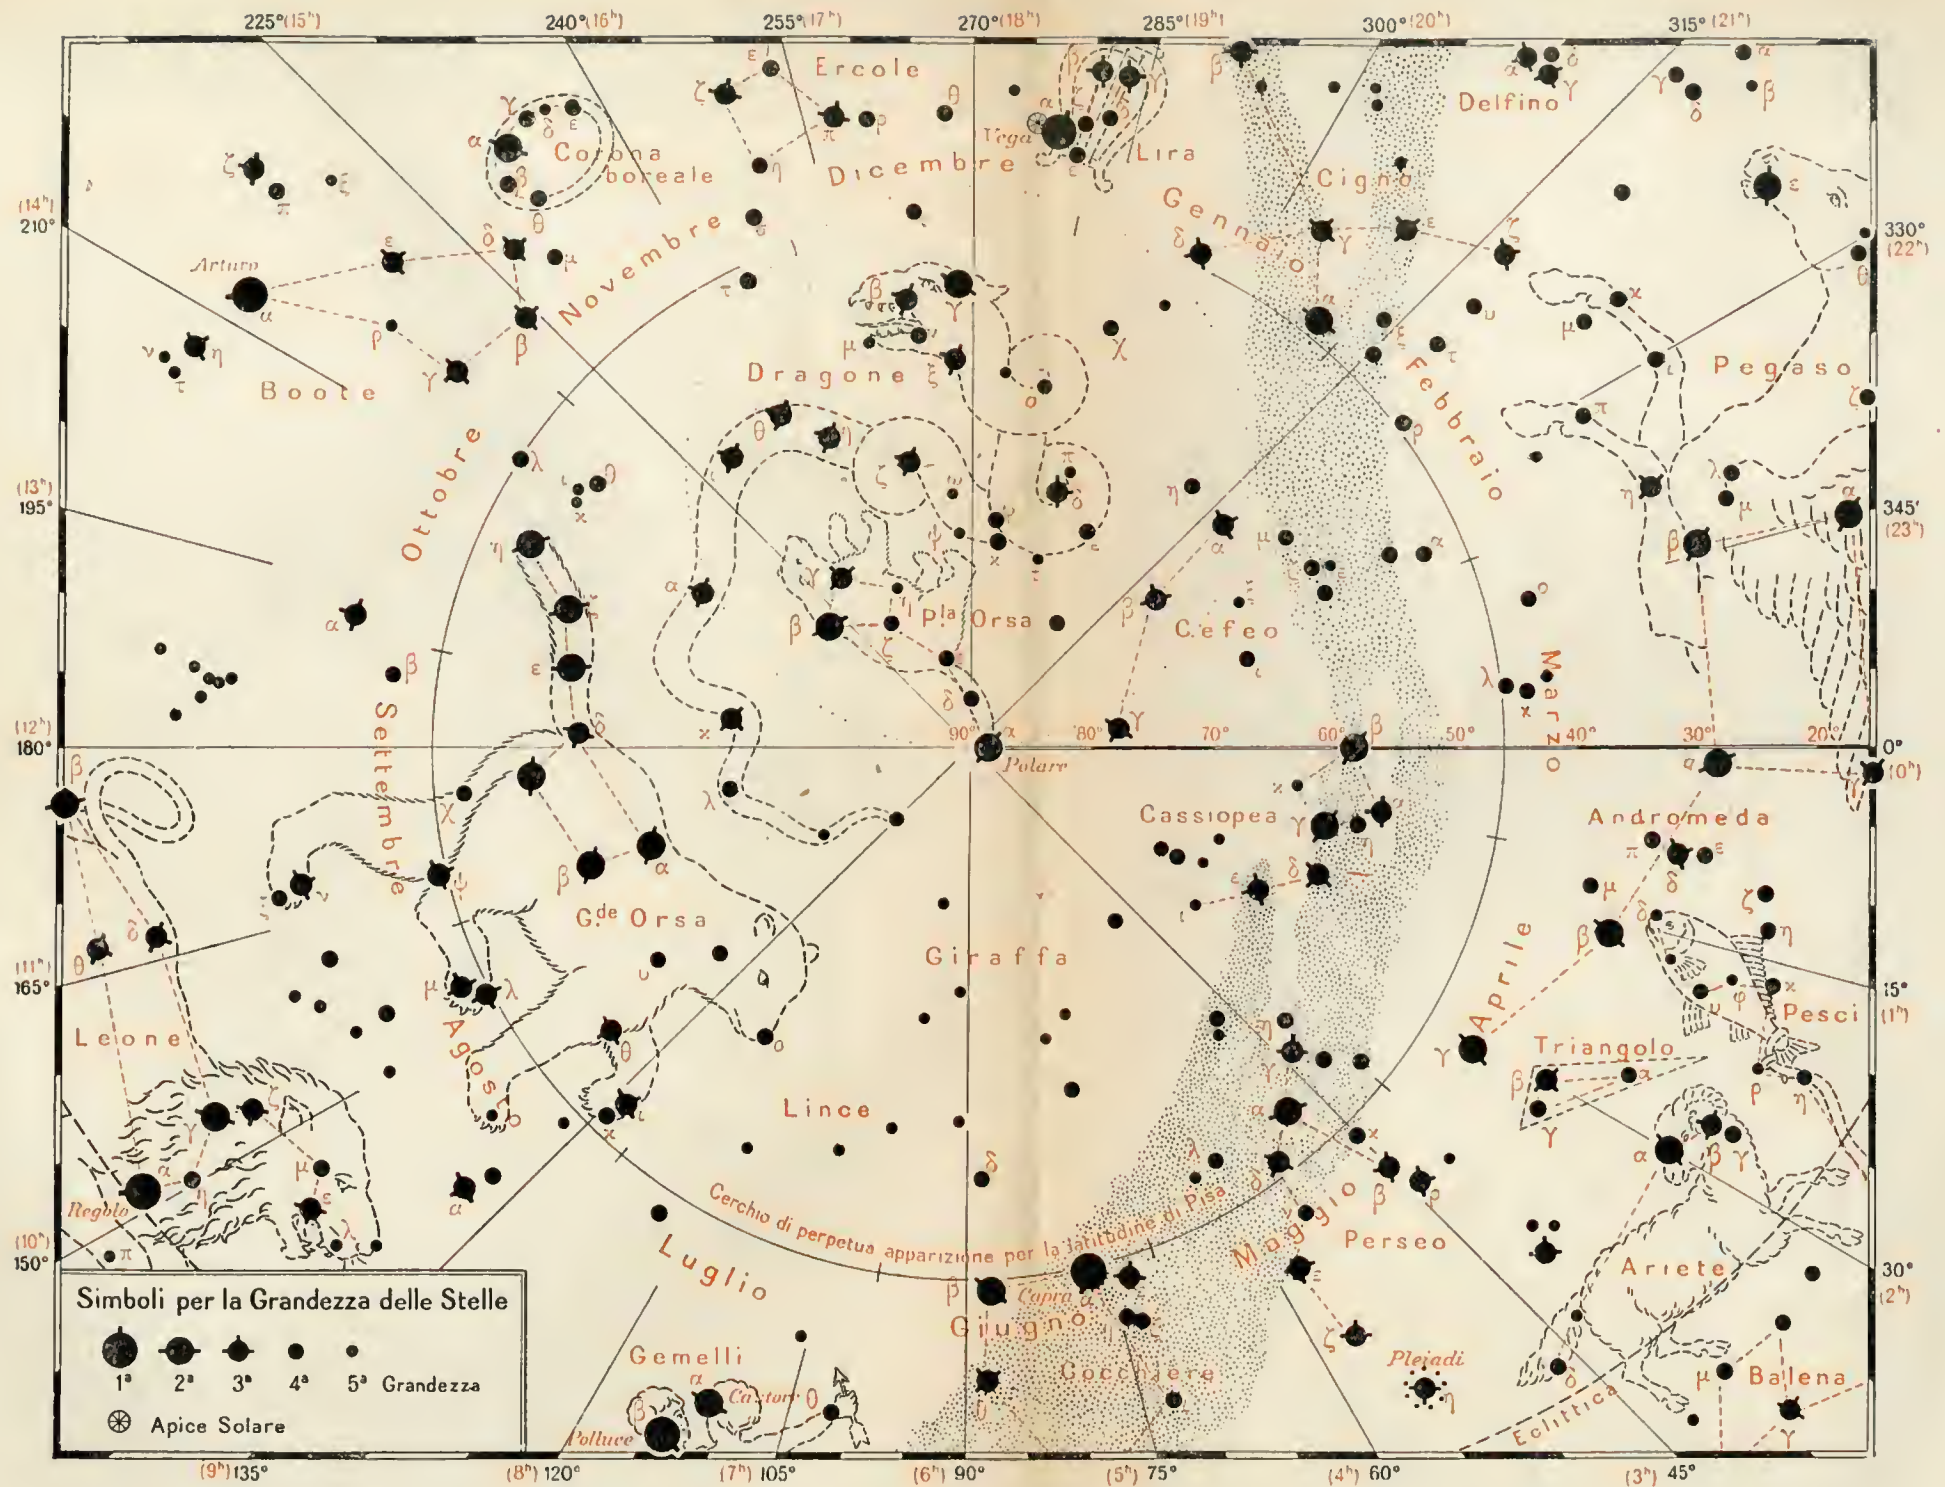 225° (15ʰ) 240° (16ʰ) 255° (17ʰ) 270° (18ʰ) 285° (19ʰ) 300° (20ʰ) 315° (21ʰ)
ζ ε Ercole β γ β α δ γ α
γ δ ε π ρ θ α ζ δ Delfino γ δ β
α Corona boreale Vega
β θ η Dicembre ε Lira Cigno ε
ζ π ξ
(14ʰ) 210° 330° (22ʰ)
Novembre Gennaio
ε δ μ σ δ γ ε ζ θ
Arturo
α τ β γ α κ
ρ β μ ξ χ ξ υ μ
ν η τ γ Dragone τ ι Pegaso
Boote ο Febbraio π ζ
θ η ρ
Ottobre λ ι θ ζ π λ
(13ʰ) 195° κ ε δ η η μ α 345° (23ʰ)
η ψ κ τ ε α μ α β
ζ α γ η ξ ο
α β P.ˡᵃ Orsa β Cefeo
β ε ζ ι λ
Settembre δ δ Marzo
κ γ κ
(12ʰ) 180° 90° α 80° 70° 60° β 50° 40° 30° 20° 0° (0ʰ)
Polare α γ
β χ λ κ Andromeda
Cassiopea γ α η
β α π ε δ
ν ψ ε δ μ ζ
ξ G.ᵈᵉ Orsa ι δ
δ θ Giraffa β η
υ Aprile
(11ʰ) 165° μ λ υ φ κ 15° (1ʰ)
Pesci
Leone Agosto θ ο η γ Triangolo
β α ρ ο η
γ ζ Lince γ α γ
ι κ κ α β γ
α η μ λ
Regolo ε α δ δ β ρ
λ Cerchio di perpetua apparizione per la latitudine di Pisa
(10ʰ) 150° π Maggio Perseo
Luglio Ariete 30° (2ʰ)
β Capra α ξ
Giugno
η ζ
Simboli per la Grandezza delle Stelle
1ª 2ª 3ª 4ª 5ª Grandezza
Apice Solare
Gemelli Cocchiere Pleiadi
α Castore θ θ ι η δ μ Balena
β Polluce Eclittica γ
(9ʰ) 135° (8ʰ) 120° (7ʰ) 105° (6ʰ) 90° (5ʰ) 75° (4ʰ) 60° (3ʰ) 45°